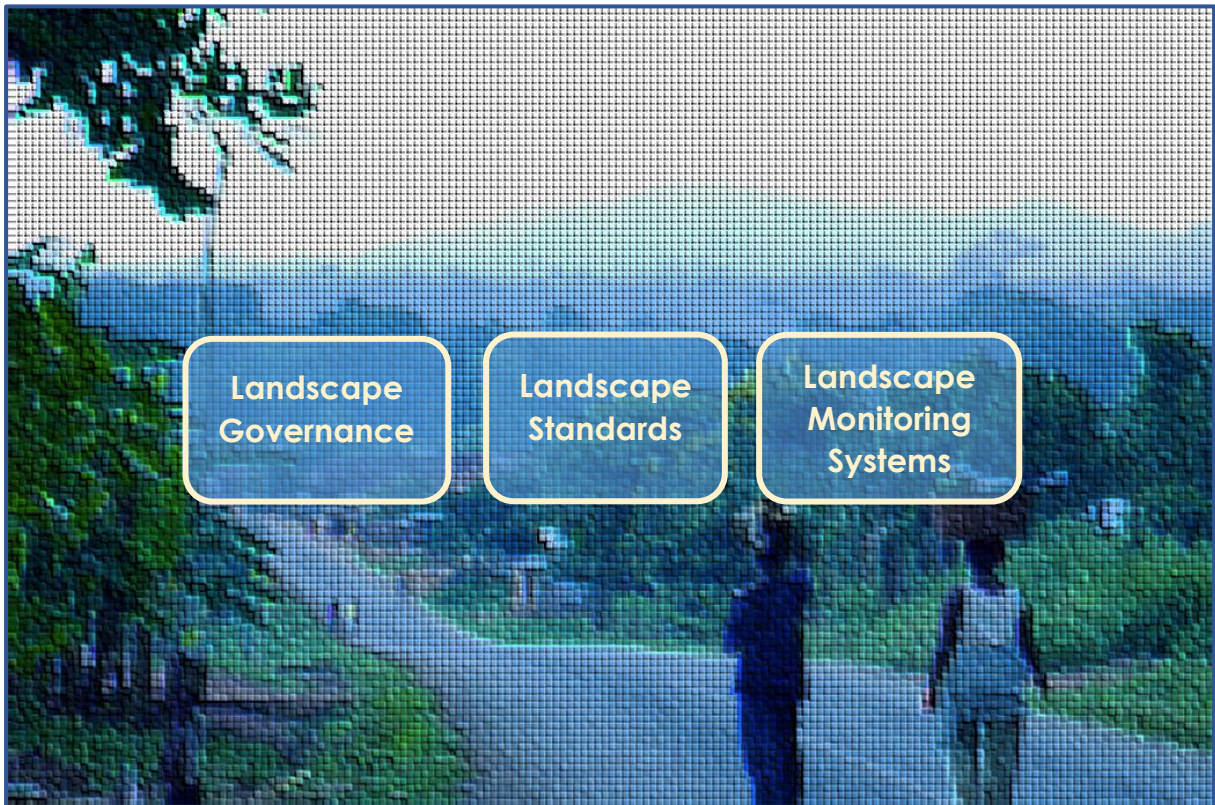 Landscape
Governance
Landscape
Standards
Landscape
Monitoring
Systems